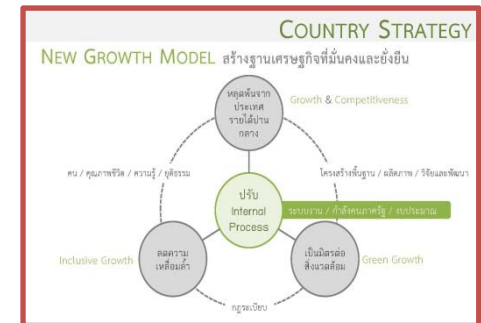 COUNTRY STRATEGY
NEW GROWTH MODEL สร้างฐานเศรษฐกิจที่มั่นคงและยั่งยืน
หลุดพ้นจาก
ประเทศ
รายได้ปาน
กลาง
Growth & Competitiveness
คน / คุณภาพชีวิต / ความรู้ / ยุติธรรม
โครงสร้างพื้นฐาน / ผลิตภาพ / วิจัยและพัฒนา
ปรับ
Internal
Process
ระบบงาน / กำลังคนภาครัฐ / งบประมาณ
Inclusive Growth
ลดความ
เหลื่อมล้ำ
เป็นมิตรต่อ
สิ่งแวดล้อม
Green Growth
กฎระเบียบ